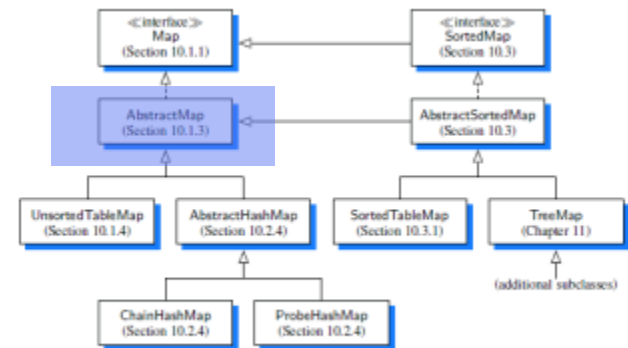 ≪interface≫
Map
(Section 10.1.1)
≪interface≫
SortedMap
(Section 10.3)
AbstractMap
(Section 10.1.3)
AbstractSortedMap
(Section 10.3)
UnsortedTableMap
(Section 10.1.4)
AbstractHashMap
(Section 10.2.4)
SortedTableMap
(Section 10.3.1)
TreeMap
(Chapter 11)
(additional subclasses)
ChainHashMap
(Section 10.2.4)
ProbeHashMap
(Section 10.2.4)